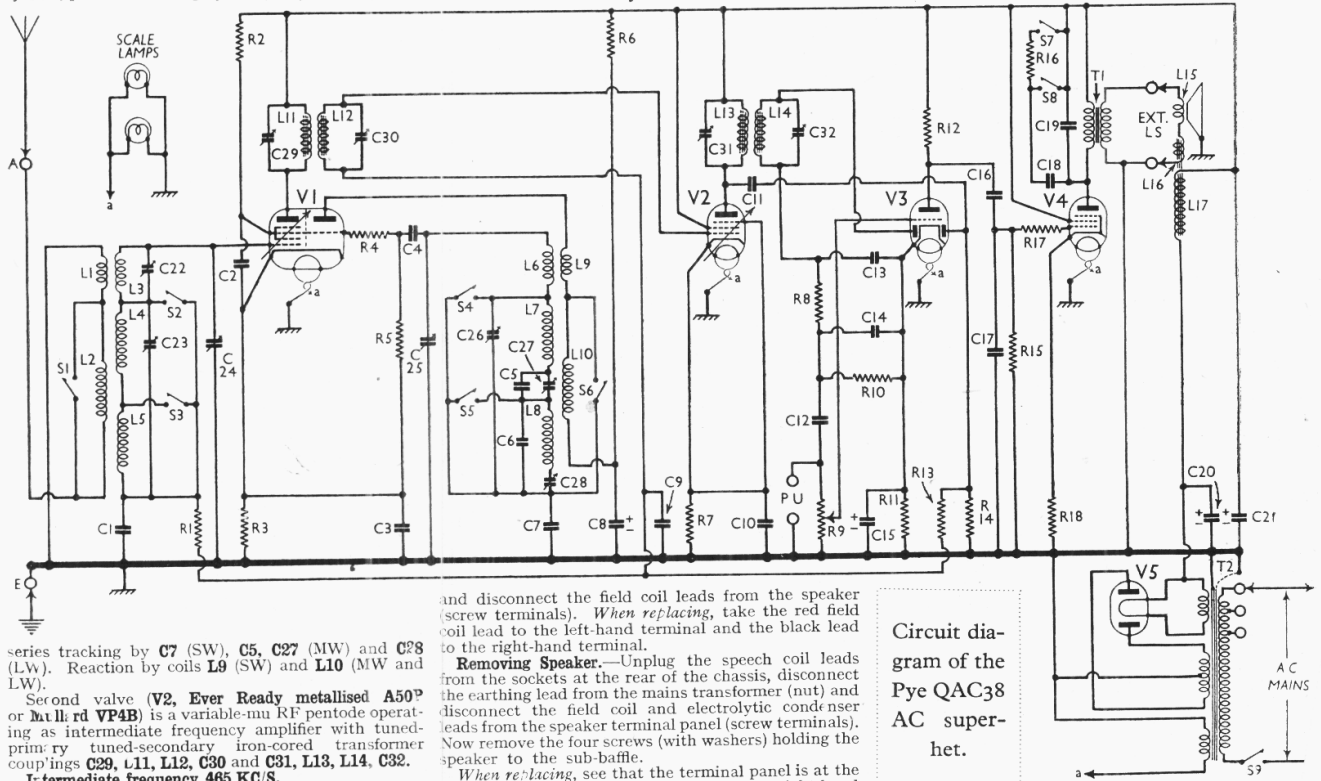 SCALE
LAMPS
A
a
R2
L11
L12
C29
C30
V1
a
R4
C4
R5
C
25
C2
L1
L3
C22
S2
L4
C23
L2
S1
L5
S3
C
24
C1
R1
R3
C3
E
R6
L6
L9
S4
L7
C26
C27
C5
L10
S6
S5
L8
C6
C28
C7
C8
+
−
C9
L13
L14
C31
C32
V2
a
C11
R7
C10
R8
C12
PU
R9
V3
a
C13
C14
R10
R11
+
−
C15
R12
R13
R
14
C16
C17
R15
R17
V4
a
R18
S7
R16
S8
C19
C18
T1
L15
EXT.
LS
L16
L17
C20
+
−
+
−
C21
V5
T2
AC
MAINS
S9
a
series tracking by C7 (SW), C5, C27 (MW) and C28
(LW). Reaction by coils L9 (SW) and L10 (MW and
LW).
Second valve (V2, Ever Ready metallised A50P
or Mullard VP4B) is a variable-mu RF pentode operat-
ing as intermediate frequency amplifier with tuned-
primary tuned-secondary iron-cored transformer
couplings C29, L11, L12, C30 and C31, L13, L14, C32.
Intermediate frequency 465 KC/S.
and disconnect the field coil leads from the speaker
(screw terminals). When replacing, take the red field
coil lead to the left-hand terminal and the black lead
to the right-hand terminal.
Removing Speaker.—Unplug the speech coil leads
from the sockets at the rear of the chassis, disconnect
the earthing lead from the mains transformer (nut) and
disconnect the field coil and electrolytic condenser
leads from the speaker terminal panel (screw terminals).
Now remove the four screws (with washers) holding the
speaker to the sub-baffle.
When replacing, see that the terminal panel is at the
Circuit dia-
gram of the
Pye QAC38
AC super-
het.